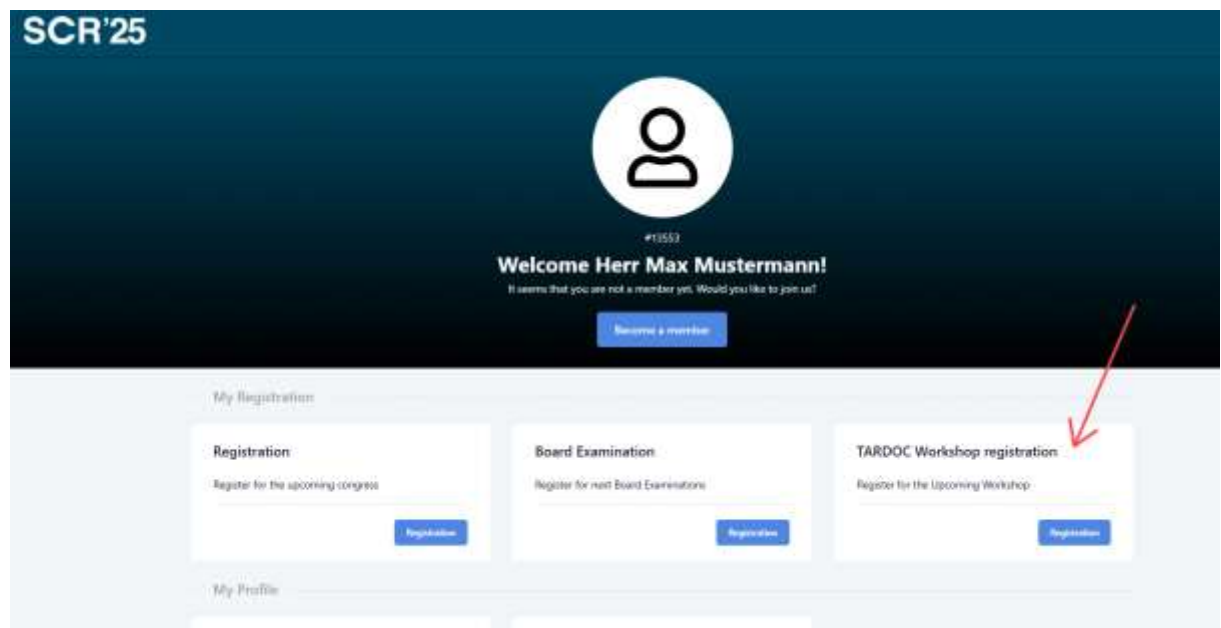 SCR'25
#13553
Welcome Herr Max Mustermann!
It seems that you are not a member yet. Would you like to join us?
Become a member
My Registration
Registration
Register for the upcoming congress
Registration
Board Examination
Register for next Board Examinations
Registration
TARDOC Workshop registration
Register for the Upcoming Workshop
Registration
My Profile